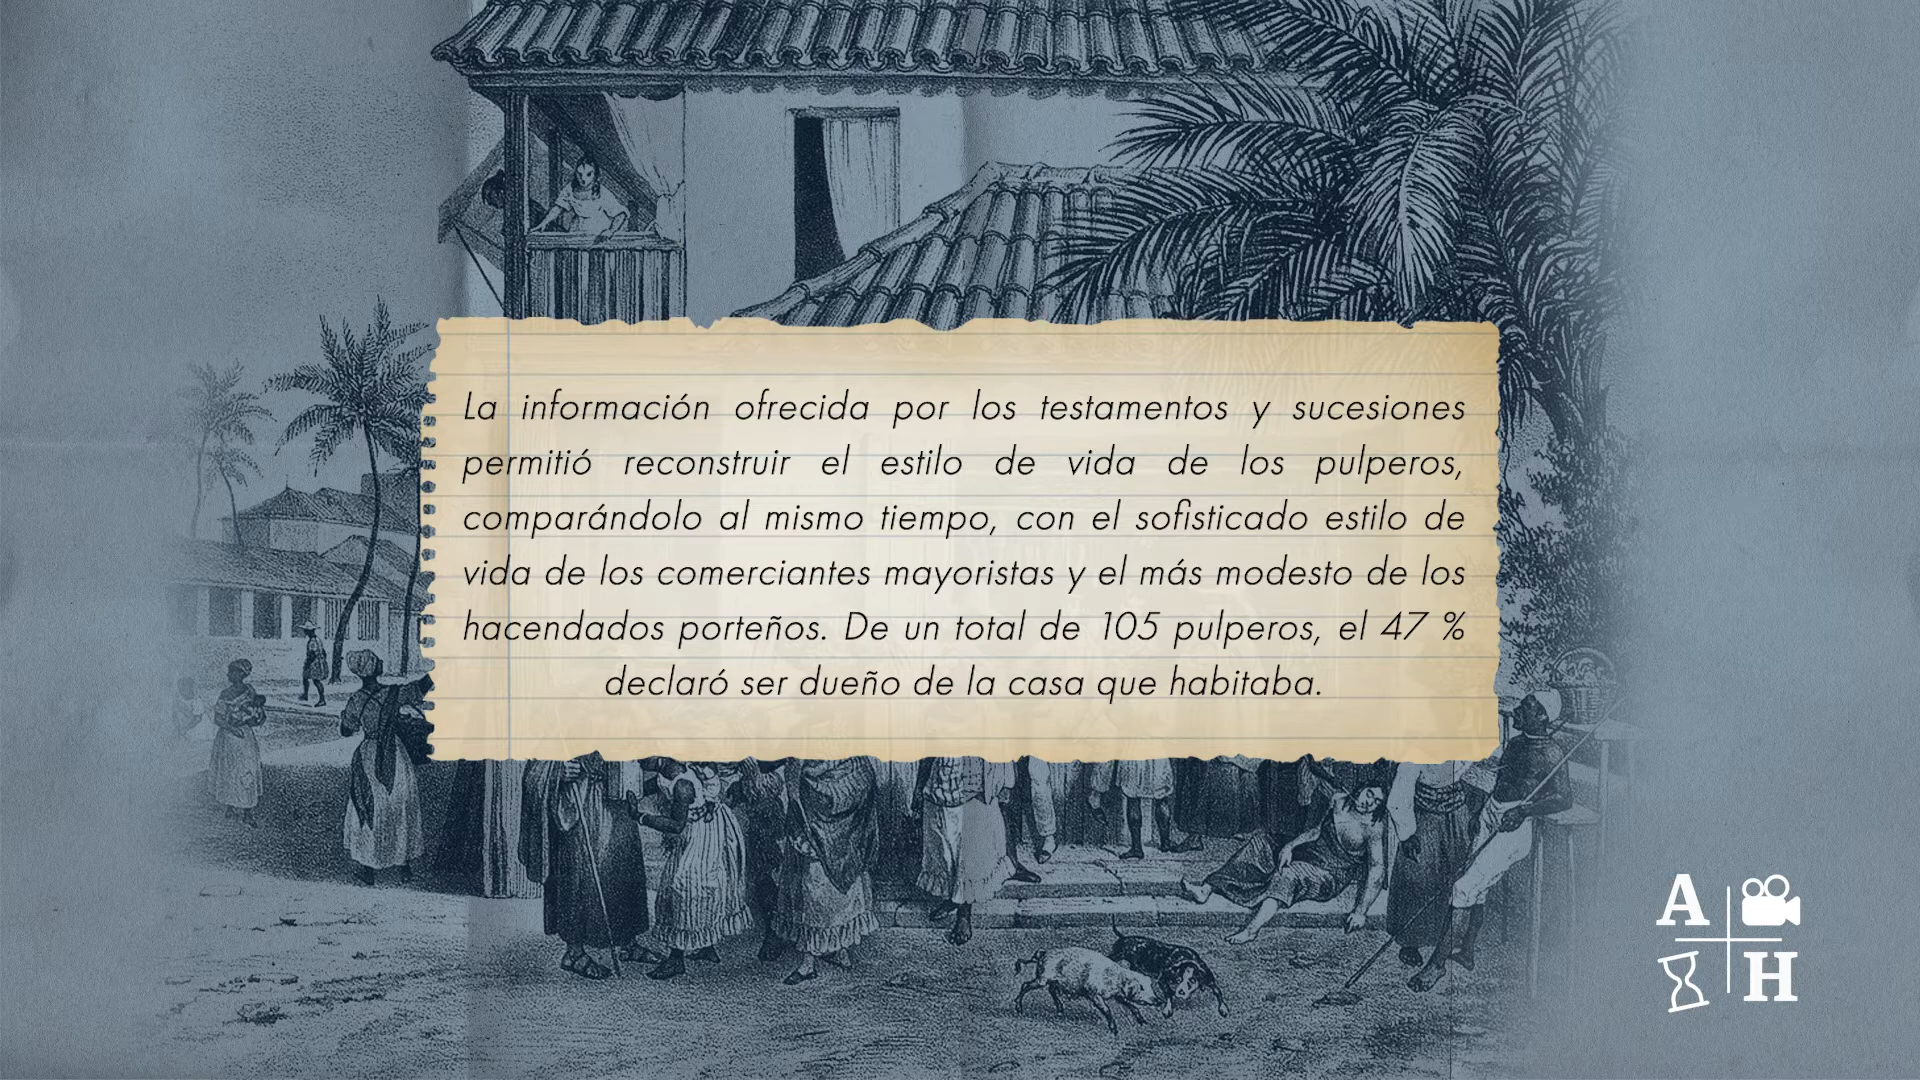 La información ofrecida por los testamentos y sucesiones
permitió reconstruir el estilo de vida de los pulperos,
comparándolo al mismo tiempo, con el sofisticado estilo de
vida de los comerciantes mayoristas y el más modesto de los
hacendados porteños. De un total de 105 pulperos, el 47 %
declaró ser dueño de la casa que habitaba.
A
H